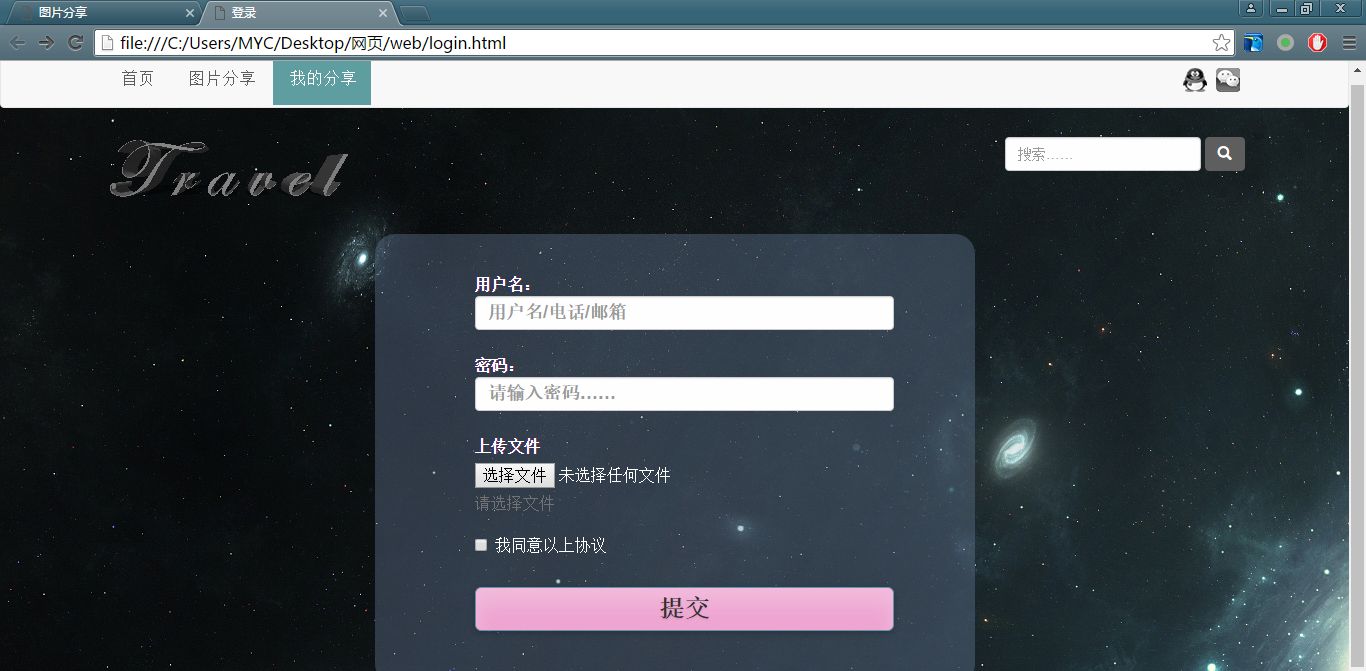 图片分享
登录
file:///C:/Users/MYC/Desktop/网页/web/login.html
首页 图片分享 我的分享
Travel
搜索……
用户名：
用户名/电话/邮箱
密码：
请输入密码……
上传文件
选择文件 未选择任何文件
请选择文件
我同意以上协议
提交